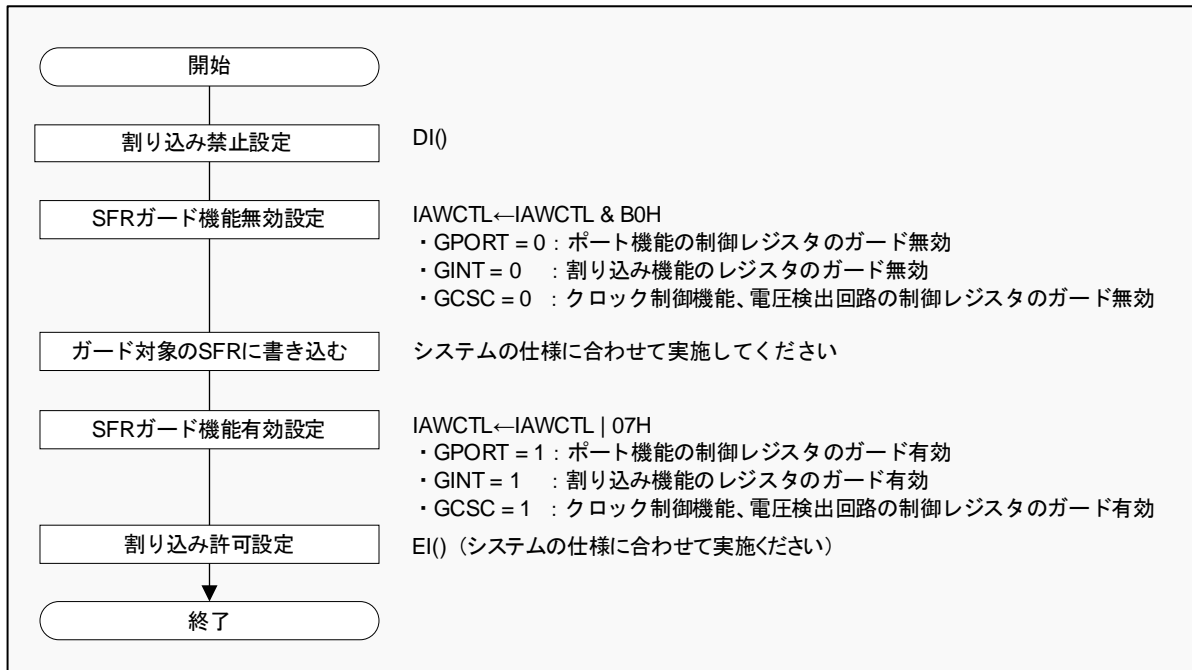 開始
割り込み禁止設定 DI()
SFRガード機能無効設定 IAWCTL←IAWCTL & B0H
・GPORT = 0：ポート機能の制御レジスタのガード無効
・GINT = 0 ：割り込み機能のレジスタのガード無効
・GCSC = 0 ：クロック制御機能、電圧検出回路の制御レジスタのガード無効
ガード対象のSFRに書き込む システムの仕様に合わせて実施してください
SFRガード機能有効設定 IAWCTL←IAWCTL | 07H
・GPORT = 1：ポート機能の制御レジスタのガード有効
・GINT = 1 ：割り込み機能のレジスタのガード有効
・GCSC = 1 ：クロック制御機能、電圧検出回路の制御レジスタのガード有効
割り込み許可設定 EI()（システムの仕様に合わせて実施ください）
終了